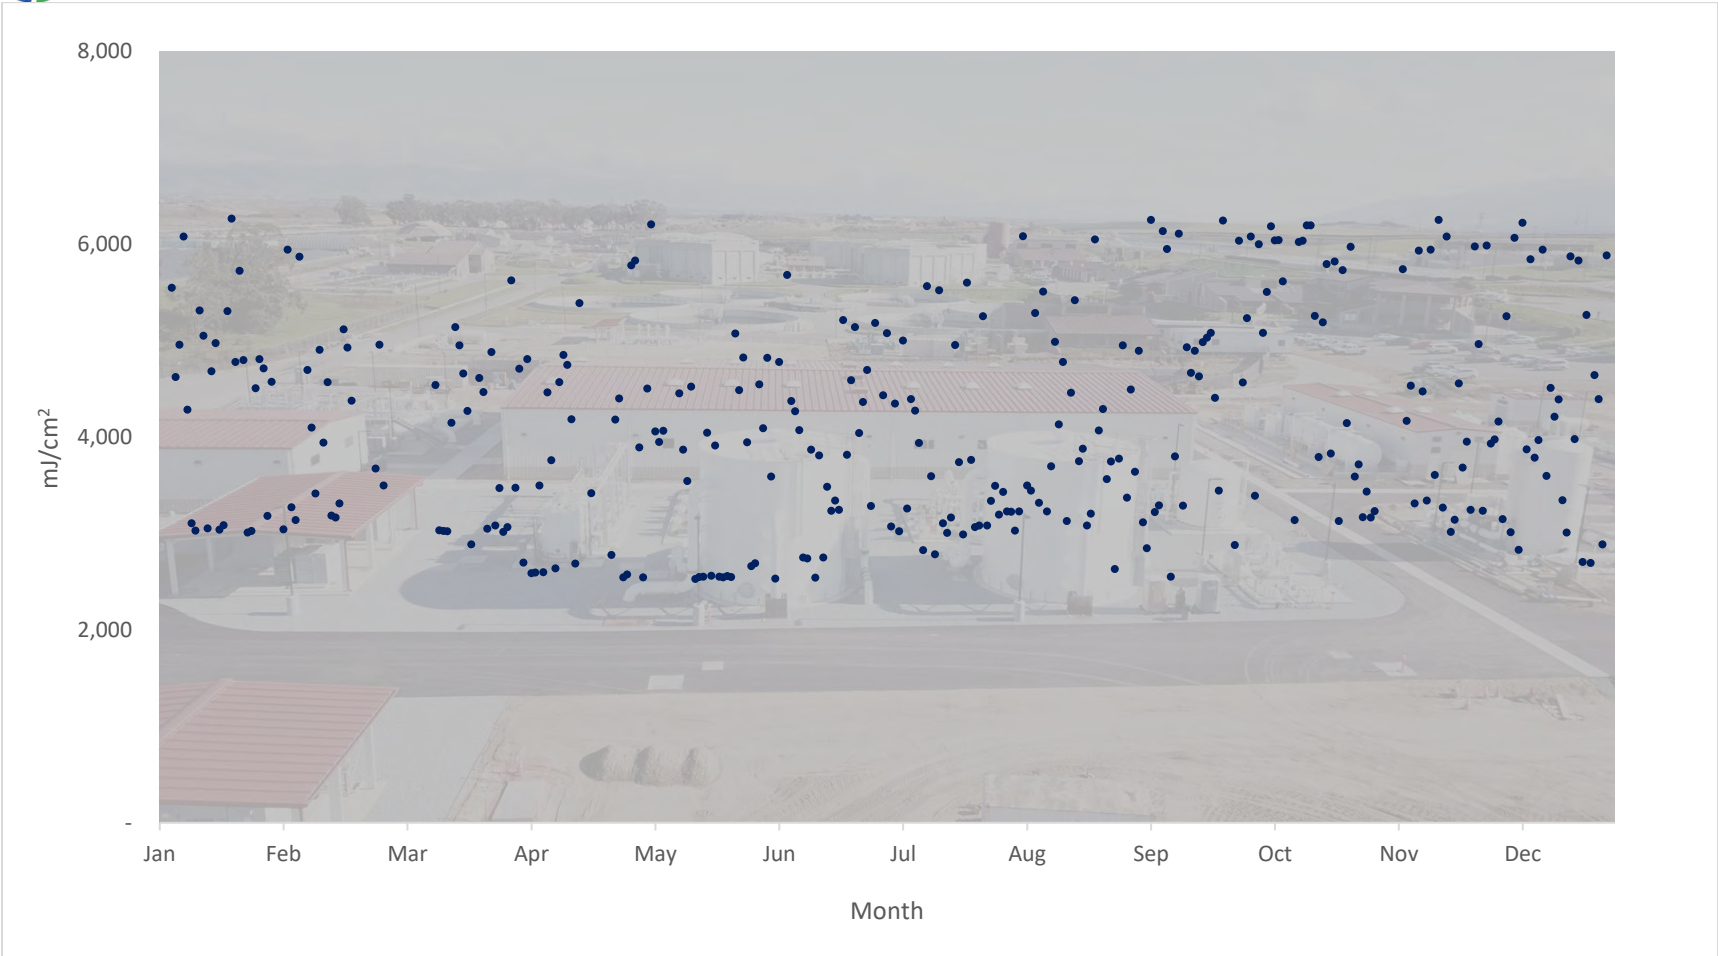 8,000
6,000
4,000
2,000
-
mJ/cm²
Jan Feb Mar Apr May Jun Jul Aug Sep Oct Nov Dec
Month